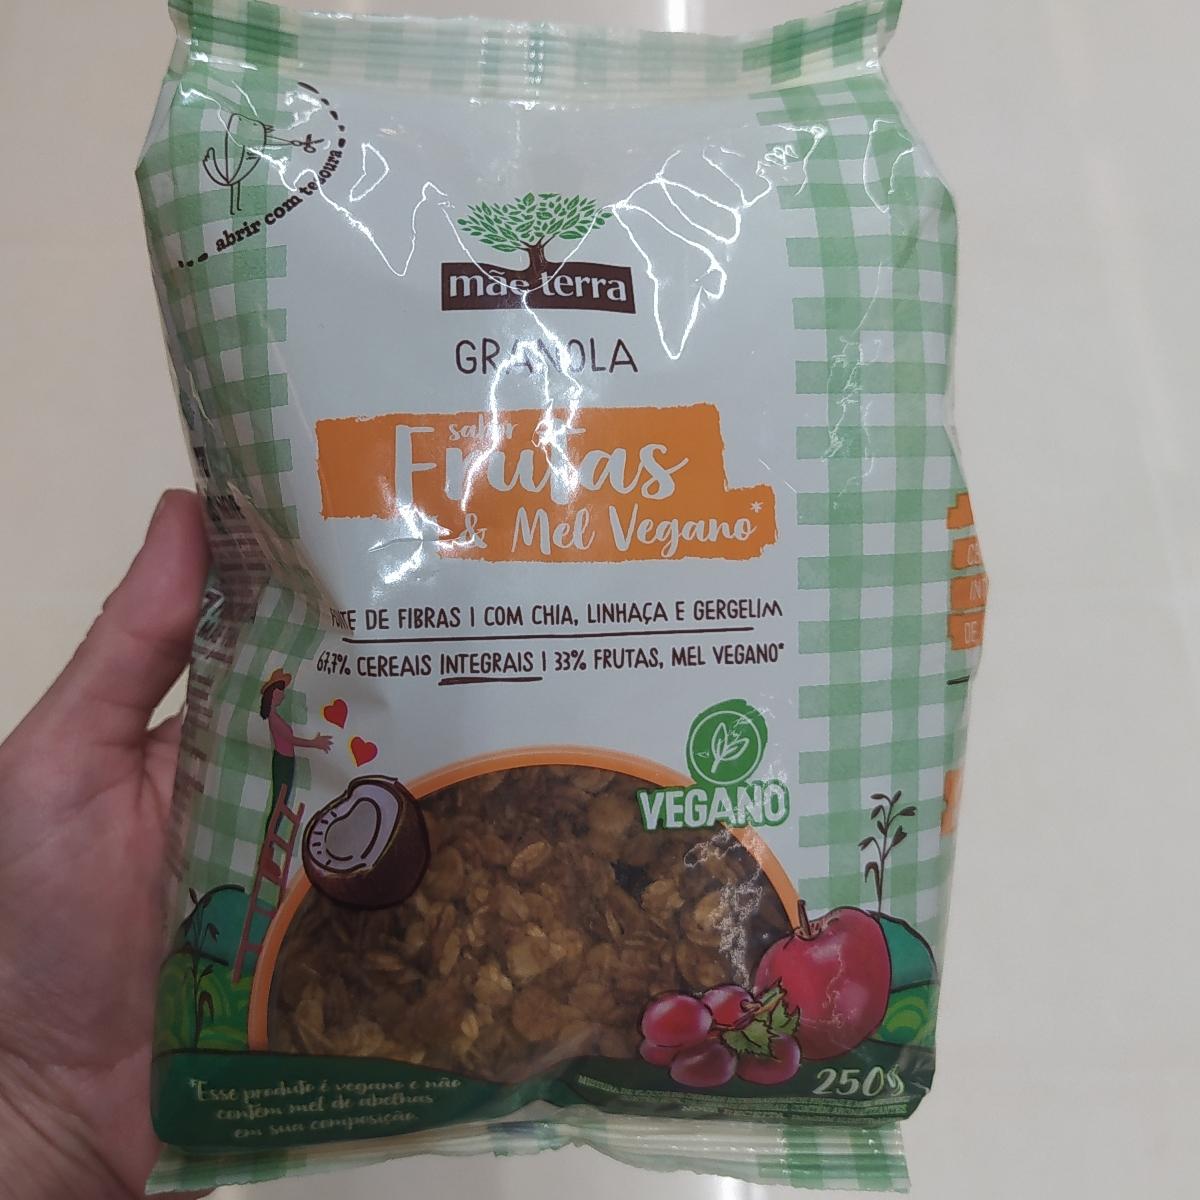 abrir com tesoura
mãe terra
GRANOLA
sabor
Frutas
& Mel Vegano*
FONTE DE FIBRAS | COM CHIA, LINHAÇA E GERGELIM
67,7% CEREAIS INTEGRAIS | 33% FRUTAS, MEL VEGANO*
VEGANO
250g
*Esse produto é vegano e não
contém mel de abelhas
em sua composição.